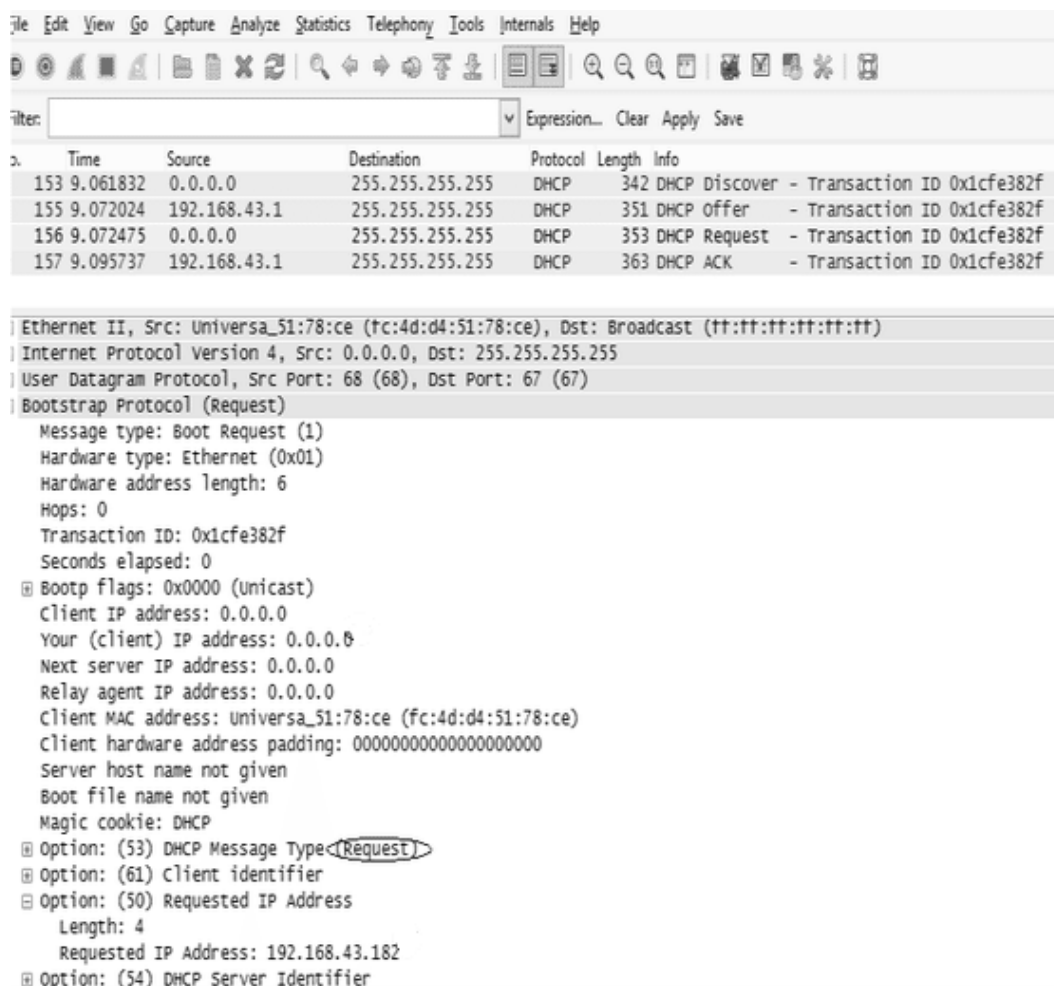 File Edit View Go Capture Analyze Statistics Telephony Tools Internals Help
Filter: Expression... Clear Apply Save
o. Time Source Destination Protocol Length Info
153 9.061832 0.0.0.0 255.255.255.255 DHCP 342 DHCP Discover - Transaction ID 0x1cfe382f
155 9.072024 192.168.43.1 255.255.255.255 DHCP 351 DHCP Offer - Transaction ID 0x1cfe382f
156 9.072475 0.0.0.0 255.255.255.255 DHCP 353 DHCP Request - Transaction ID 0x1cfe382f
157 9.095737 192.168.43.1 255.255.255.255 DHCP 363 DHCP ACK - Transaction ID 0x1cfe382f
Ethernet II, Src: Universa_51:78:ce (fc:4d:d4:51:78:ce), Dst: Broadcast (ff:ff:ff:ff:ff:ff)
Internet Protocol Version 4, Src: 0.0.0.0, Dst: 255.255.255.255
User Datagram Protocol, Src Port: 68 (68), Dst Port: 67 (67)
Bootstrap Protocol (Request)
Message type: Boot Request (1)
Hardware type: Ethernet (0x01)
Hardware address length: 6
Hops: 0
Transaction ID: 0x1cfe382f
Seconds elapsed: 0
Bootp flags: 0x0000 (Unicast)
Client IP address: 0.0.0.0
Your (client) IP address: 0.0.0.0
Next server IP address: 0.0.0.0
Relay agent IP address: 0.0.0.0
Client MAC address: Universa_51:78:ce (fc:4d:d4:51:78:ce)
Client hardware address padding: 00000000000000000000
Server host name not given
Boot file name not given
Magic cookie: DHCP
Option: (53) DHCP Message Type (Request)
Option: (61) Client identifier
Option: (50) Requested IP Address
Length: 4
Requested IP Address: 192.168.43.182
Option: (54) DHCP Server Identifier